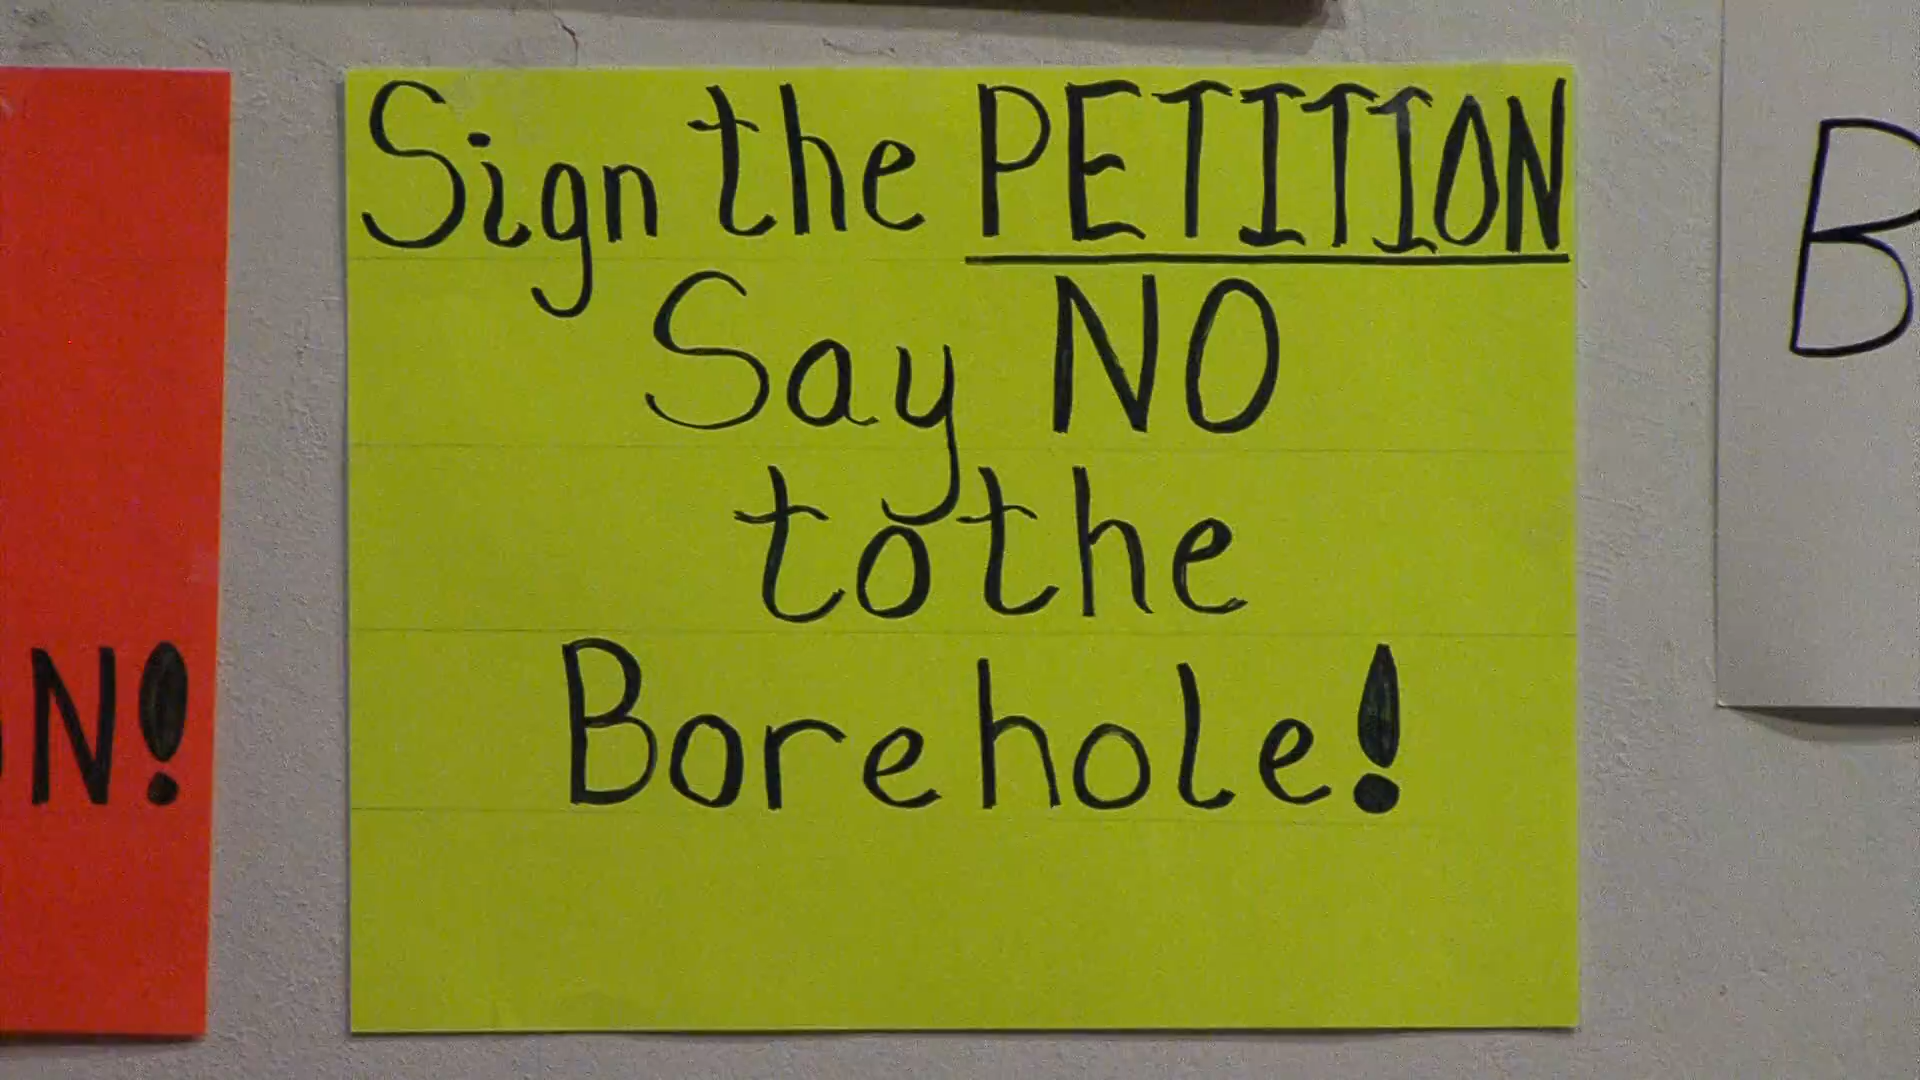 Sign the PETITION
Say NO
to the
Borehole!
N!
B